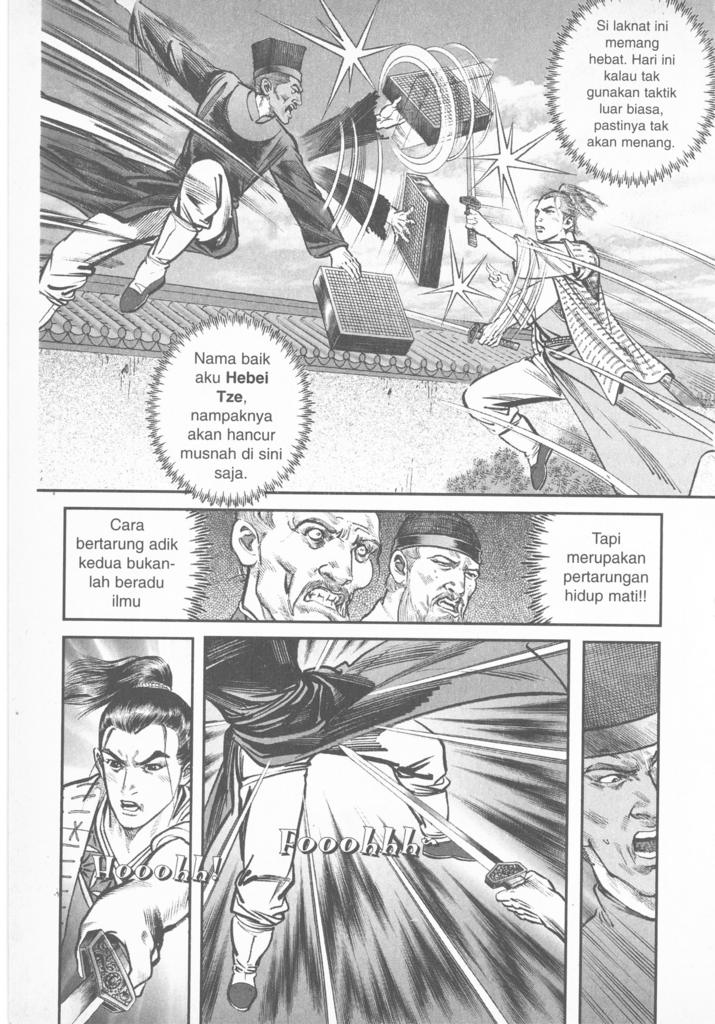 Si laknat ini
memang
hebat. Hari ini
kalau tak
gunakan taktik
luar biasa,
pastinya tak
akan menang.
Nama baik
aku Hebei
Tze,
nampaknya
akan hancur
musnah di sini
saja.
Cara
bertarung adik
kedua bukan-
lah beradu
ilmu
Tapi
merupakan
pertarungan
hidup mati!!
Hooohh!
Fooohhh~